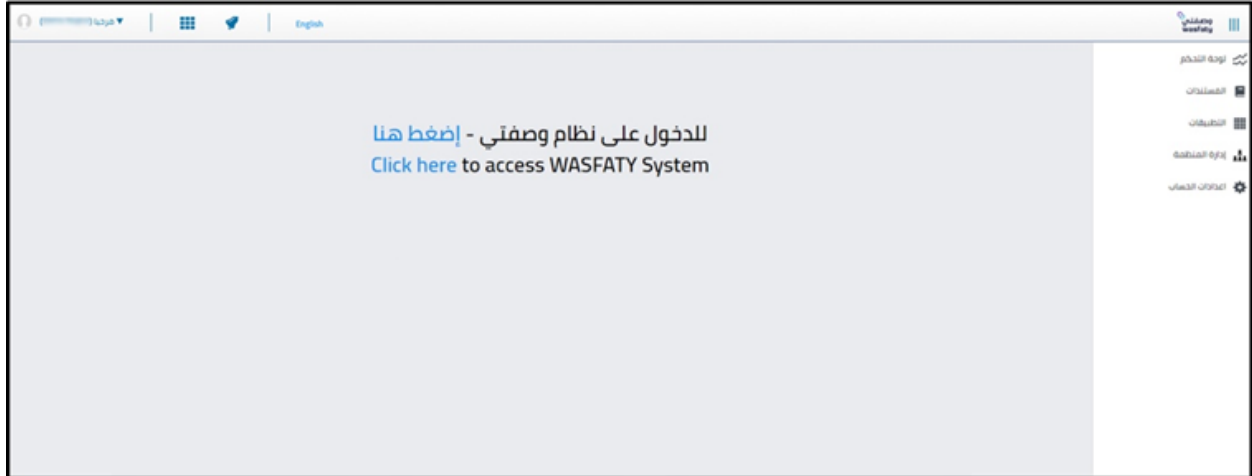 وصفتي
wasfaty
English
مرحبا
لوحة التحكم
المستندات
التطبيقات
إدارة المنظمة
اعدادات الحساب
للدخول على نظام وصفتي - إضغط هنا
Click here to access WASFATY System